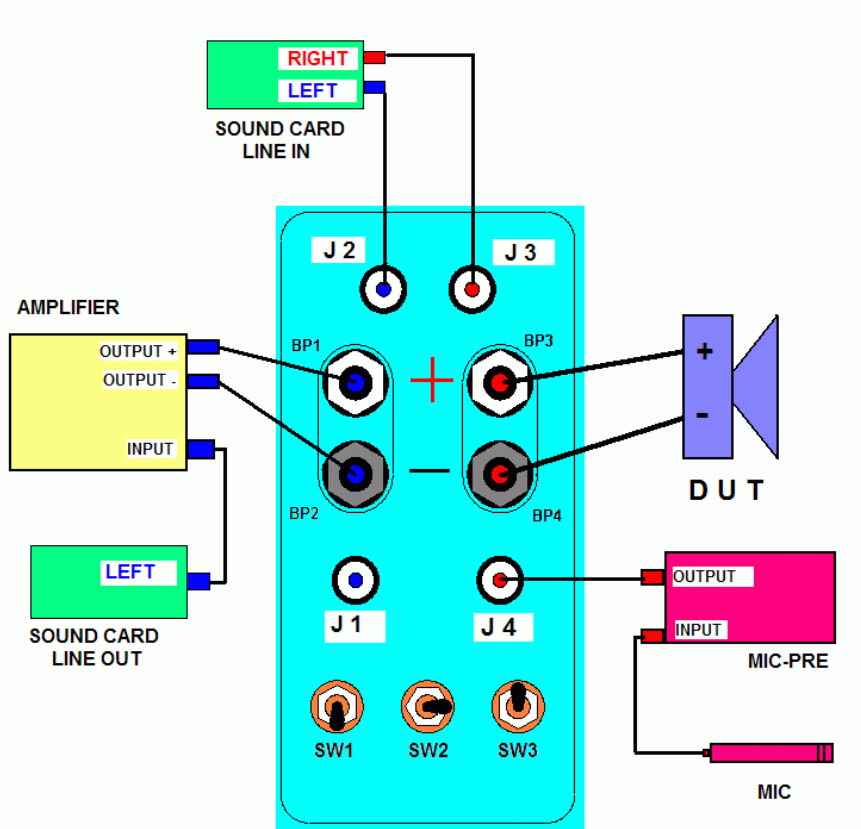 RIGHT
LEFT
SOUND CARD
LINE IN
J 2
J 3
AMPLIFIER
OUTPUT +
OUTPUT -
INPUT
BP1
BP3
+
−
BP2
BP4
+
-
D U T
LEFT
SOUND CARD
LINE OUT
J 1
J 4
OUTPUT
INPUT
MIC-PRE
SW1
SW2
SW3
MIC